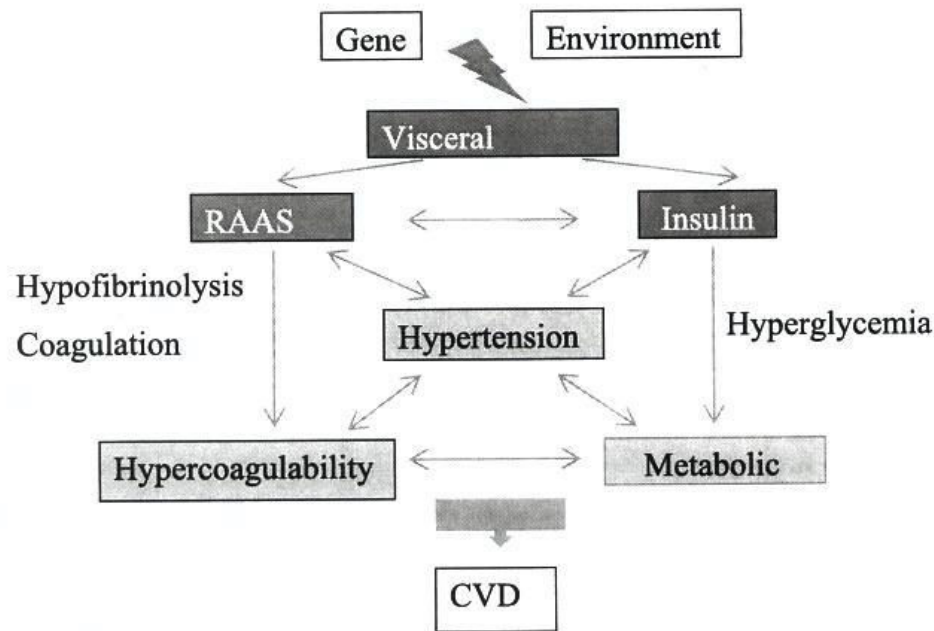 Gene
Environment
Visceral
RAAS
Insulin
Hypofibrinolysis
Coagulation
Hypertension
Hyperglycemia
Hypercoagulability
Metabolic
CVD